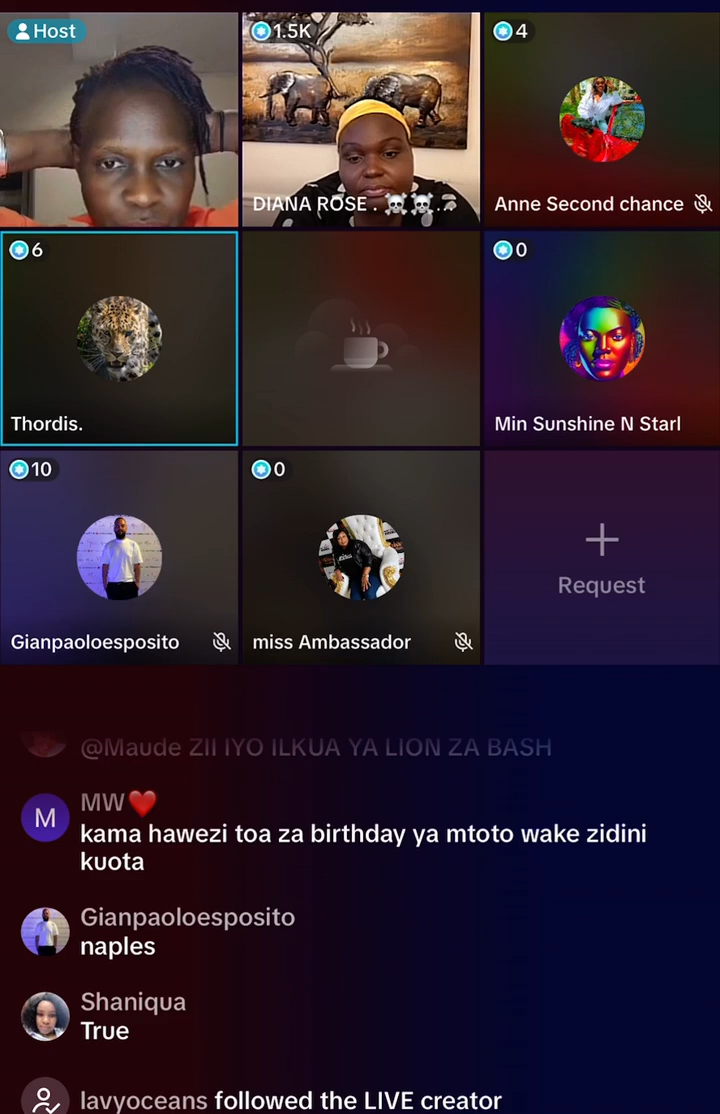 Host
1.5K
4
DIANA ROSE . ☠️☠️...
Anne Second chance
6
0
Thordis.
Min Sunshine N Starl
10
0
Request
Gianpaoloesposito
miss Ambassador
@Maude ZII IYO ILKUA YA LION ZA BASH
M
MW❤️
kama hawezi toa za birthday ya mtoto wake zidini
kuota
Gianpaoloesposito
naples
Shaniqua
True
lavyoceans followed the LIVE creator